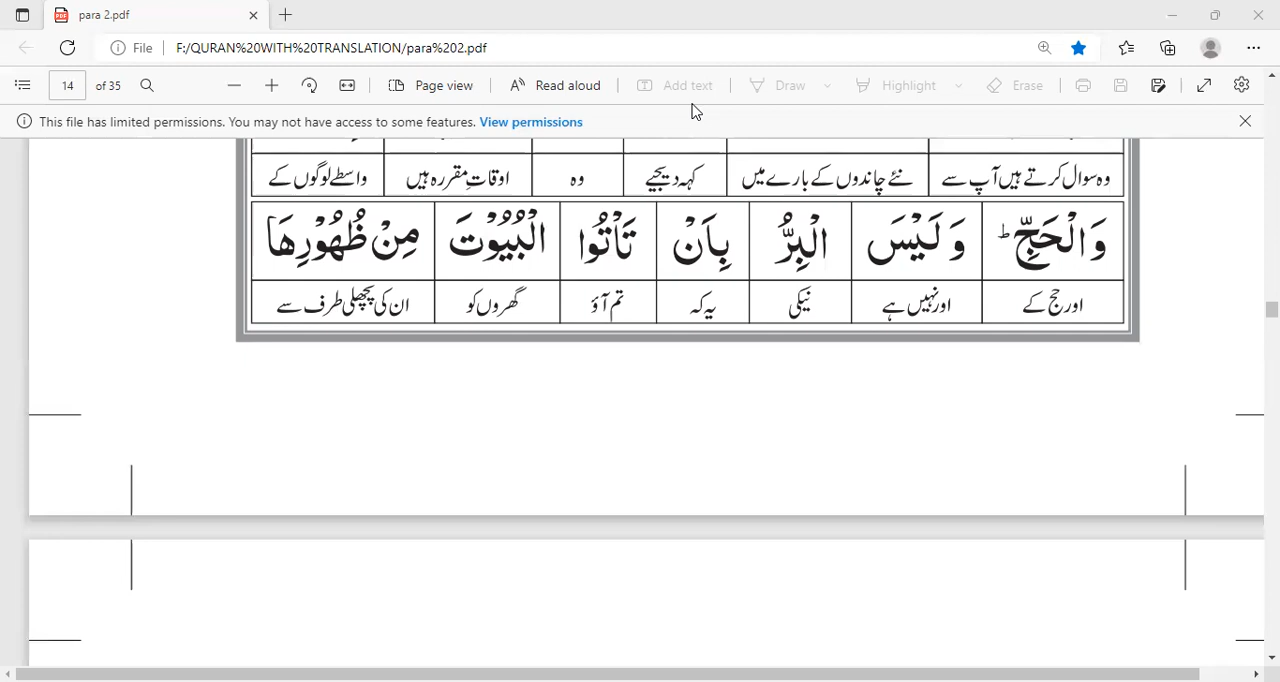 para 2.pdf
File F:/QURAN%20WITH%20TRANSLATION/para%202.pdf
14 of 35 Page view Read aloud Add text Draw Highlight Erase
This file has limited permissions. You may not have access to some features. View permissions
وہ سوال کرتے ہیں آپ سے نئے چاندوں کے بارے میں کہہ دیجیے وہ اوقاتِ مقررہ ہیں واسطے لوگوں کے
وَالْحَجِّ ؕ وَ لَيْسَ الْبِرُّ بِاَنْ تَاْتُوا الْبُيُوْتَ مِنْ ظُهُوْرِهَا
اور حج کے اور نہیں ہے نیکی یہ کہ تم آؤ گھروں کو ان کی پچھلی طرف سے